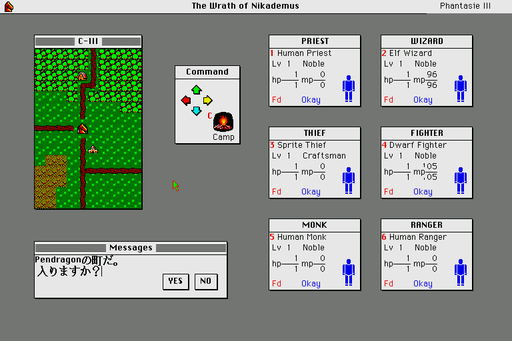 The Wrath of Nikademus
Phantasie III
C-III
Command
C
Camp
PRIEST
1 Human Priest
Lv 1 Noble
hp 1/1 mp 0/0
Fd Okay
WIZARD
2 Elf Wizard
Lv 1 Noble
hp 1/1 mp 96/96
Fd Okay
THIEF
3 Sprite Thief
Lv 1 Craftsman
hp 1/1 mp 0/0
Fd Okay
FIGHTER
4 Dwarf Fighter
Lv 1 Noble
hp 1/1 mp
Fd Okay
MONK
5 Human Monk
Lv 1 Noble
hp 1/1 mp 0/0
Fd Okay
RANGER
6 Human Ranger
Lv 1 Noble
hp 1/1 mp 0/0
Fd Okay
Messages
Pendragonの町だ。
入りますか?
YES NO